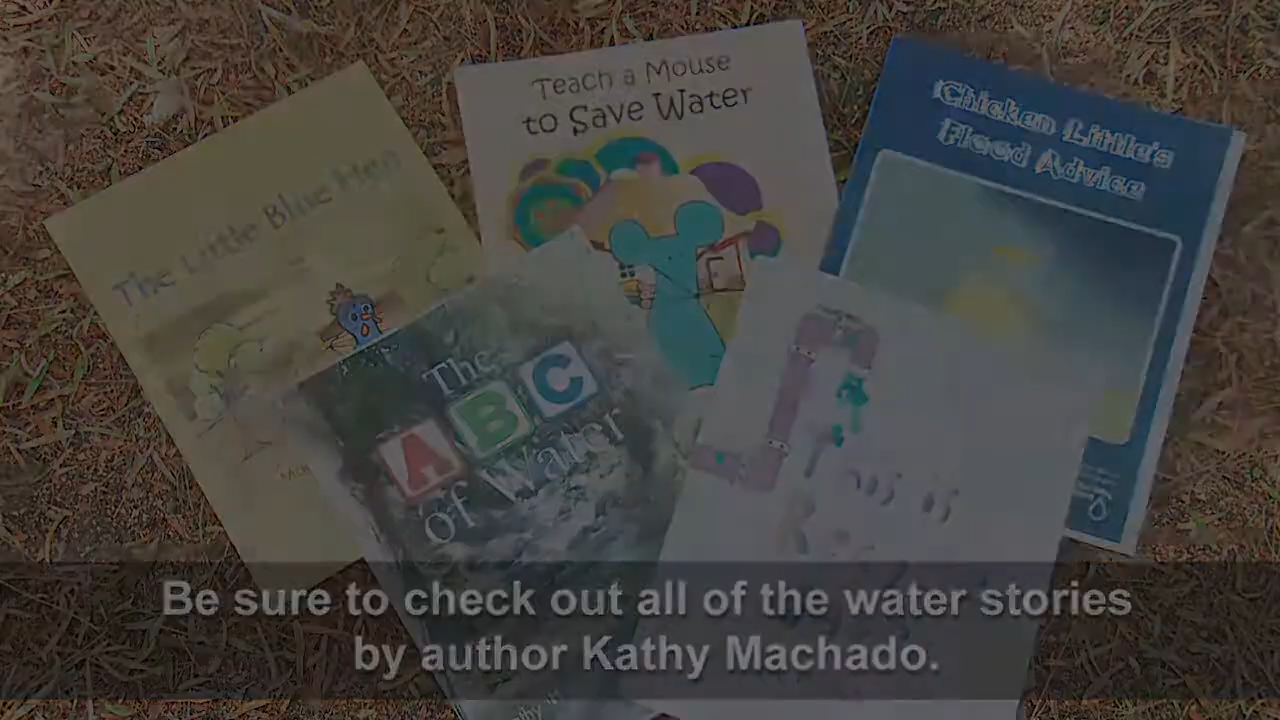 The Little Blue Hen
Teach a Mouse
to Save Water
Chicken Little's
Flood Advice
The
ABC
of Water
Be sure to check out all of the water stories
by author Kathy Machado.